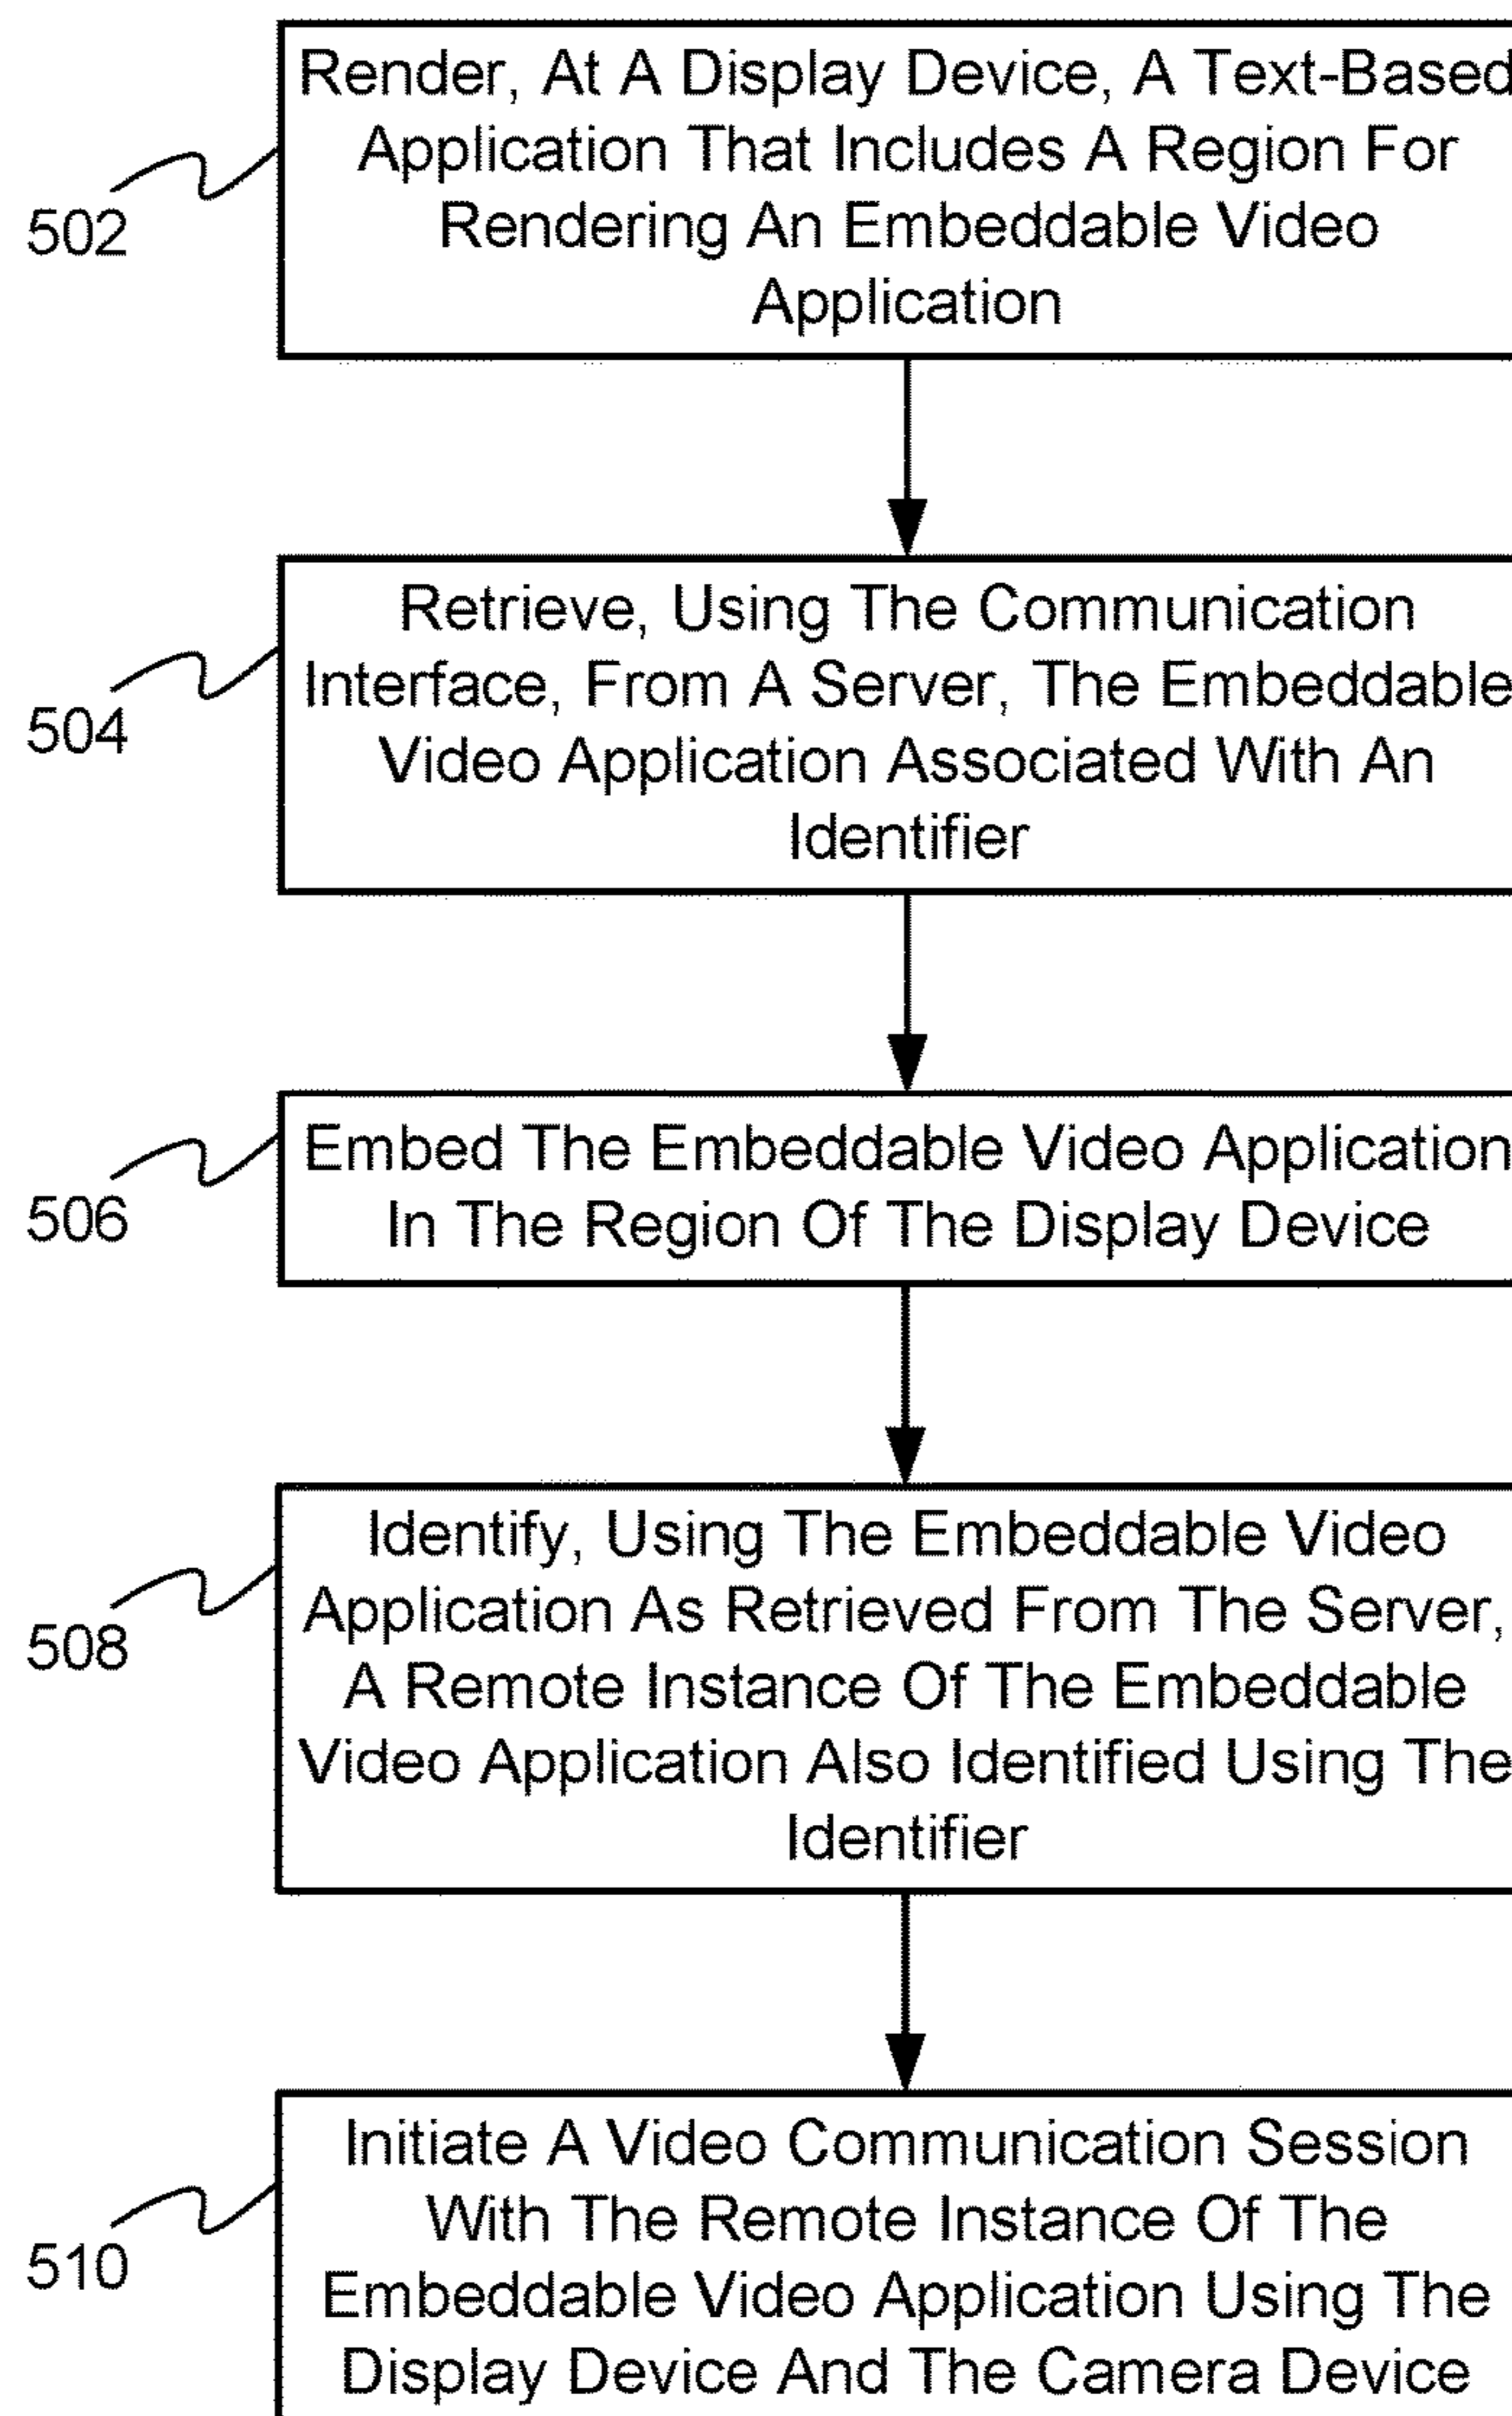 Render, At A Display Device, A Text-Based
Application That Includes A Region For
Rendering An Embeddable Video
Application
502
Retrieve, Using The Communication
Interface, From A Server, The Embeddable
Video Application Associated With An
Identifier
504
Embed The Embeddable Video Application
In The Region Of The Display Device
506
Identify, Using The Embeddable Video
Application As Retrieved From The Server,
A Remote Instance Of The Embeddable
Video Application Also Identified Using The
Identifier
508
Initiate A Video Communication Session
With The Remote Instance Of The
Embeddable Video Application Using The
Display Device And The Camera Device
510